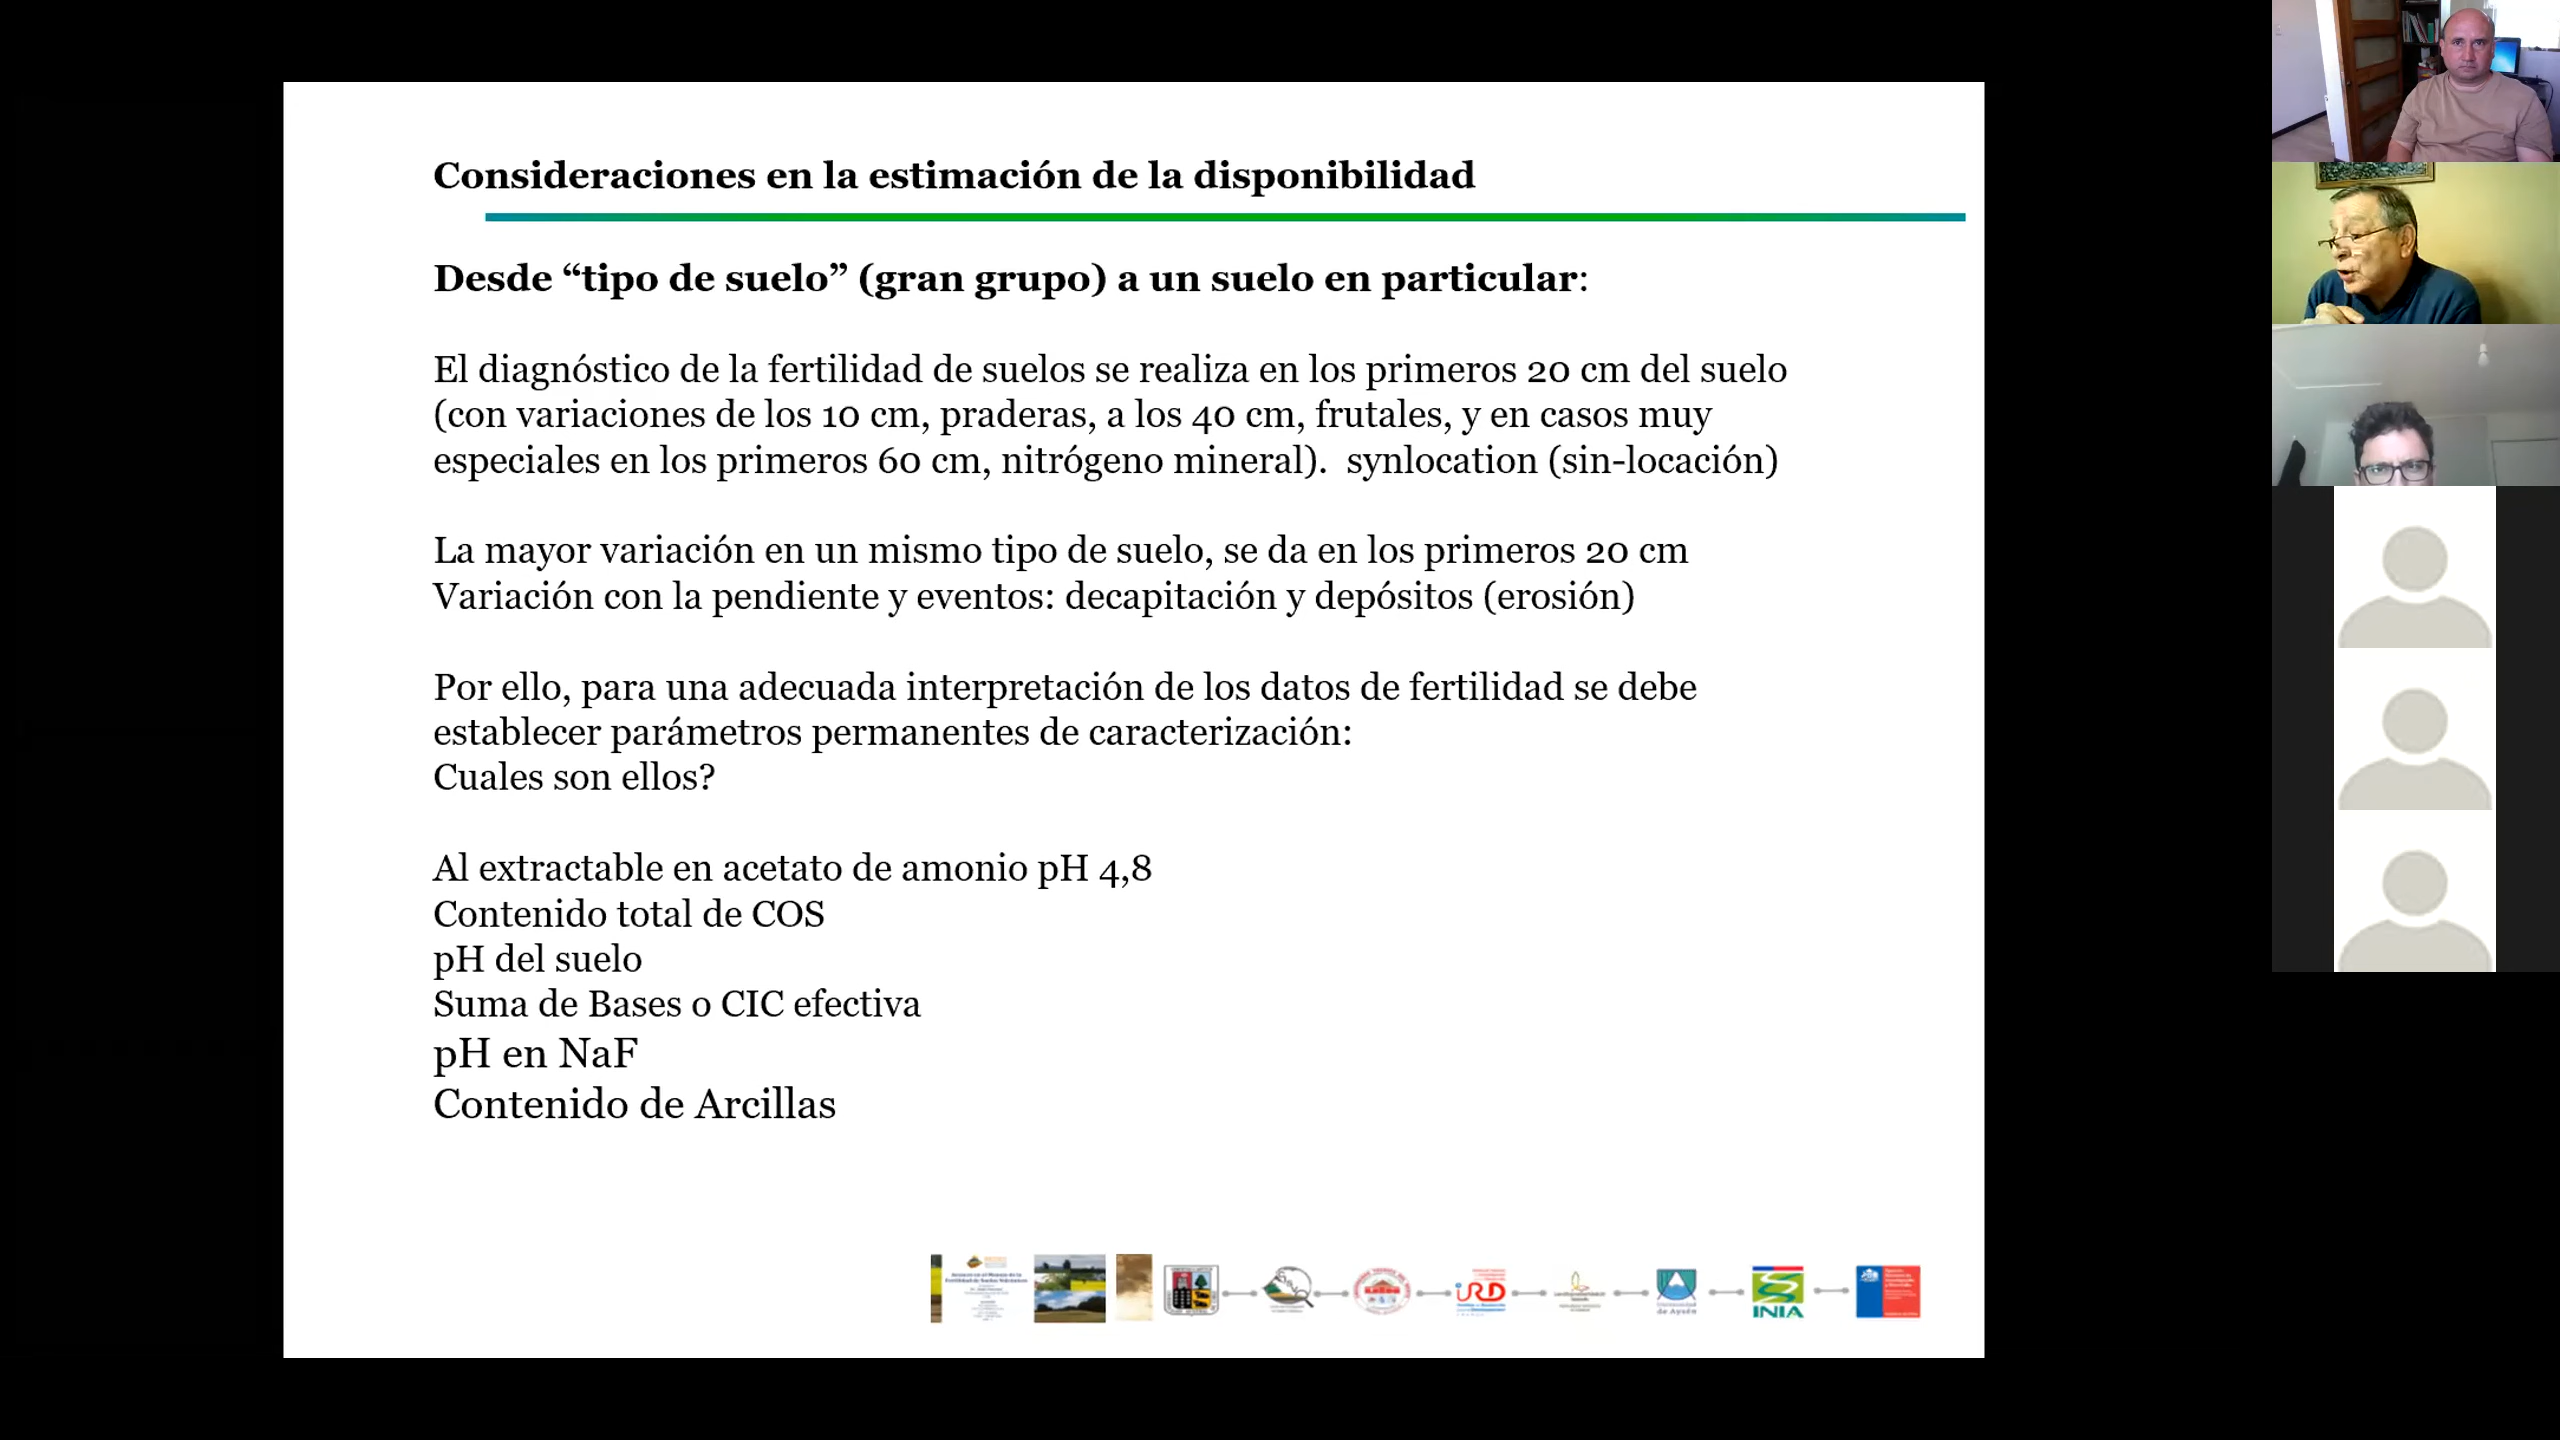 Consideraciones en la estimación de la disponibilidad
Desde “tipo de suelo” (gran grupo) a un suelo en particular:
El diagnóstico de la fertilidad de suelos se realiza en los primeros 20 cm del suelo
(con variaciones de los 10 cm, praderas, a los 40 cm, frutales, y en casos muy
especiales en los primeros 60 cm, nitrógeno mineral).  synlocation (sin-locación)
La mayor variación en un mismo tipo de suelo, se da en los primeros 20 cm
Variación con la pendiente y eventos: decapitación y depósitos (erosión)
Por ello, para una adecuada interpretación de los datos de fertilidad se debe
establecer parámetros permanentes de caracterización:
Cuales son ellos?
Al extractable en acetato de amonio pH 4,8
Contenido total de COS
pH del suelo
Suma de Bases o CIC efectiva
pH en NaF
Contenido de Arcillas
IRD
Universidad
de Aysén
INIA